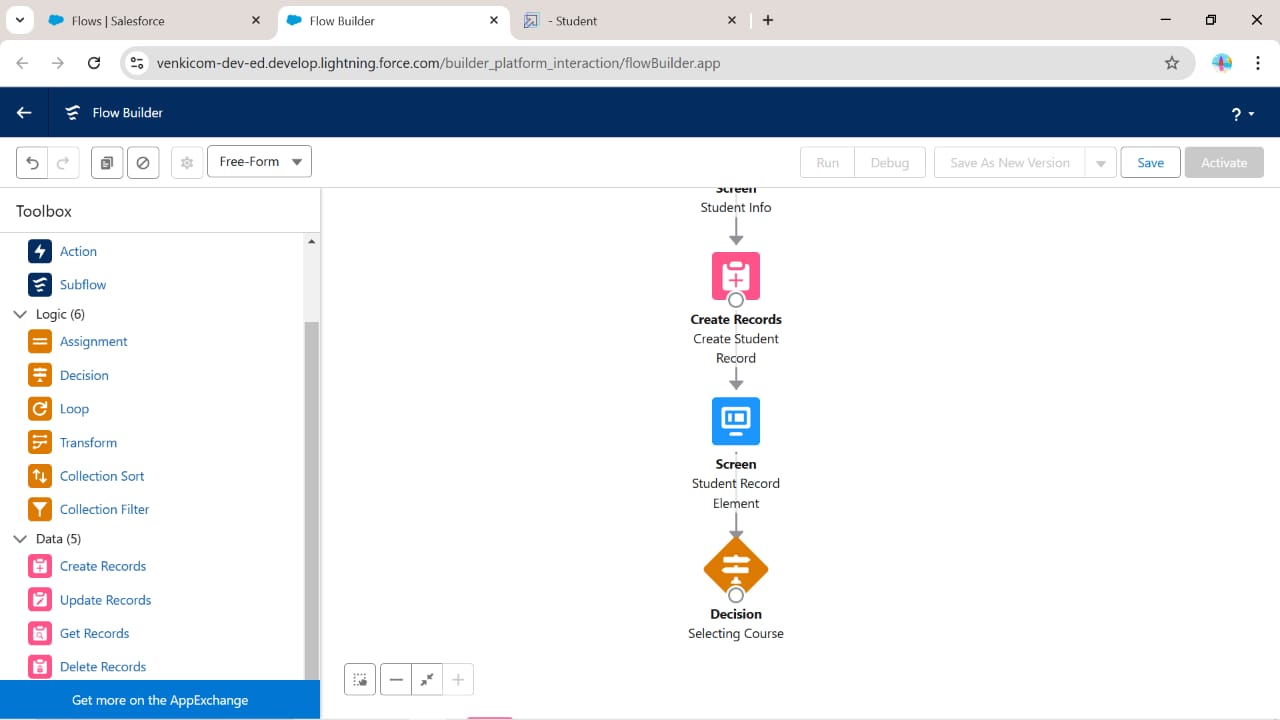 Flows | Salesforce
Flow Builder
- Student
venkicom-dev-ed.develop.lightning.force.com/builder_platform_interaction/flowBuilder.app
Flow Builder
?
Free-Form
Run
Debug
Save As New Version
Save
Activate
Toolbox
Action
Subflow
Logic (6)
Assignment
Decision
Loop
Transform
Collection Sort
Collection Filter
Data (5)
Create Records
Update Records
Get Records
Delete Records
Get more on the AppExchange
Screen
Student Info
Create Records
Create Student
Record
Screen
Student Record
Element
Decision
Selecting Course